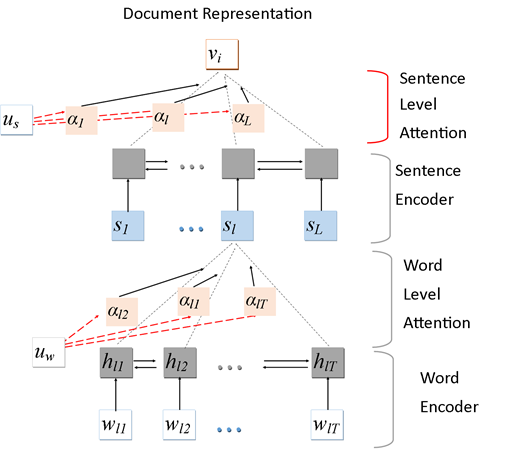 Document Representation
v_i
Sentence
Level
Attention
u_s α_1 α_l α_L
Sentence
Encoder
...
s_1 ... s_l s_L
Word
Level
Attention
α_l2 α_l1 α_lT
u_w
h_l1 h_l2 ... h_lT
Word
Encoder
w_l1 w_l2 ... w_lT